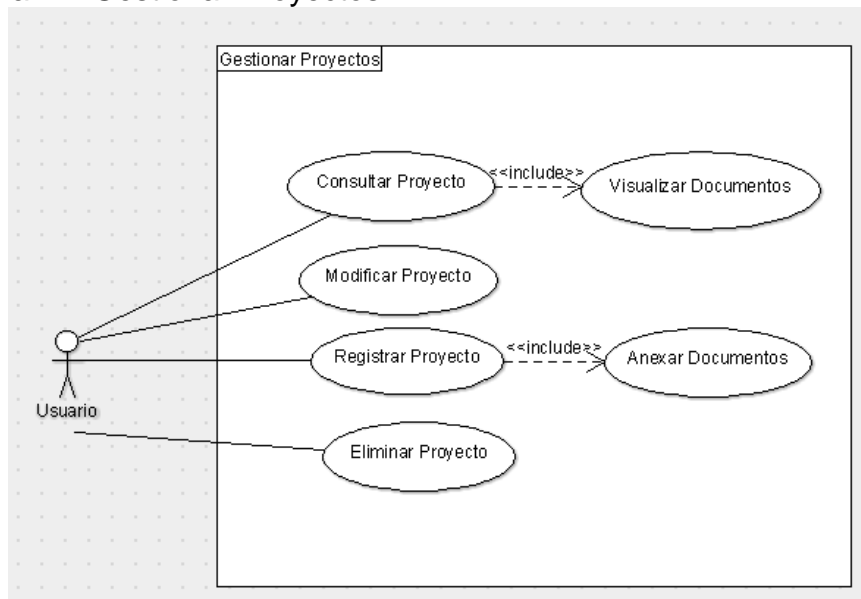 Gestionar Proyectos
Consultar Proyecto
<<include>>
Visualizar Documentos
Modificar Proyecto
Registrar Proyecto
<<include>>
Anexar Documentos
Usuario
Eliminar Proyecto